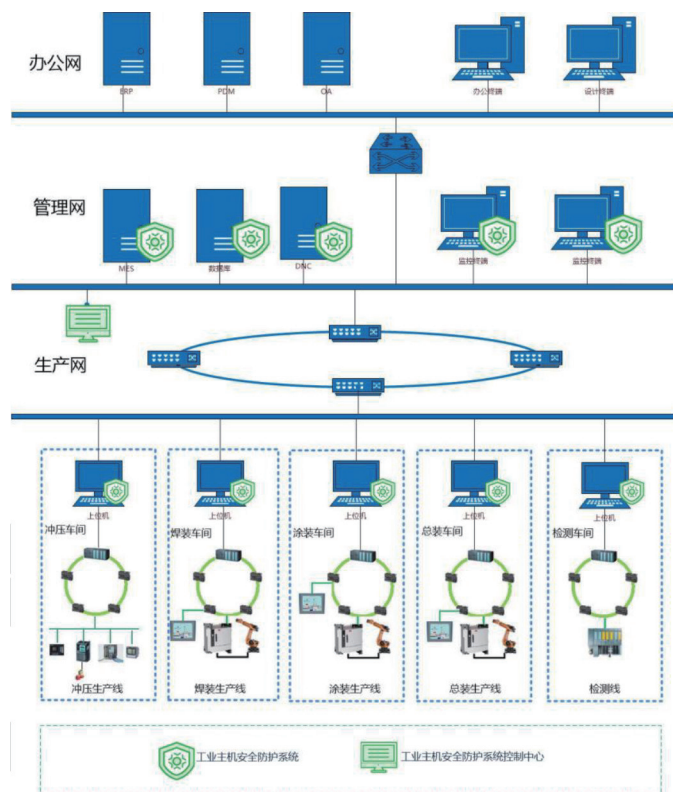 办公网
ERP
PDM
OA
办公终端
设计终端
管理网
MES
数据库
DNC
监控终端
监控终端
生产网
上位机
上位机
上位机
上位机
上位机
冲压车间
焊装车间
涂装车间
总装车间
检测车间
冲压生产线
焊装生产线
涂装生产线
总装生产线
检测线
工业主机安全防护系统
工业主机安全防护系统控制中心